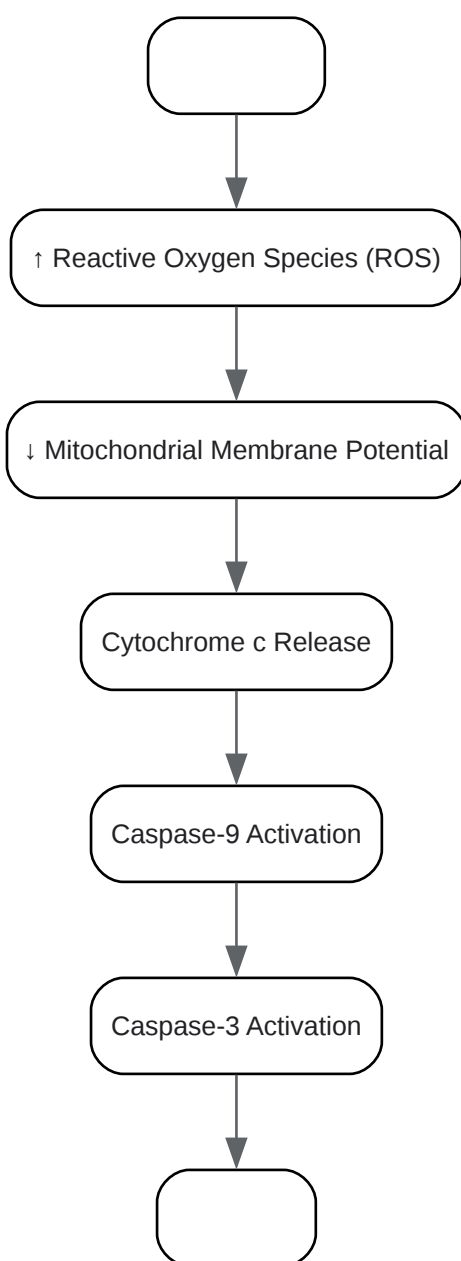 ↑ Reactive Oxygen Species (ROS)
↓ Mitochondrial Membrane Potential
Cytochrome c Release
Caspase-9 Activation
Caspase-3 Activation